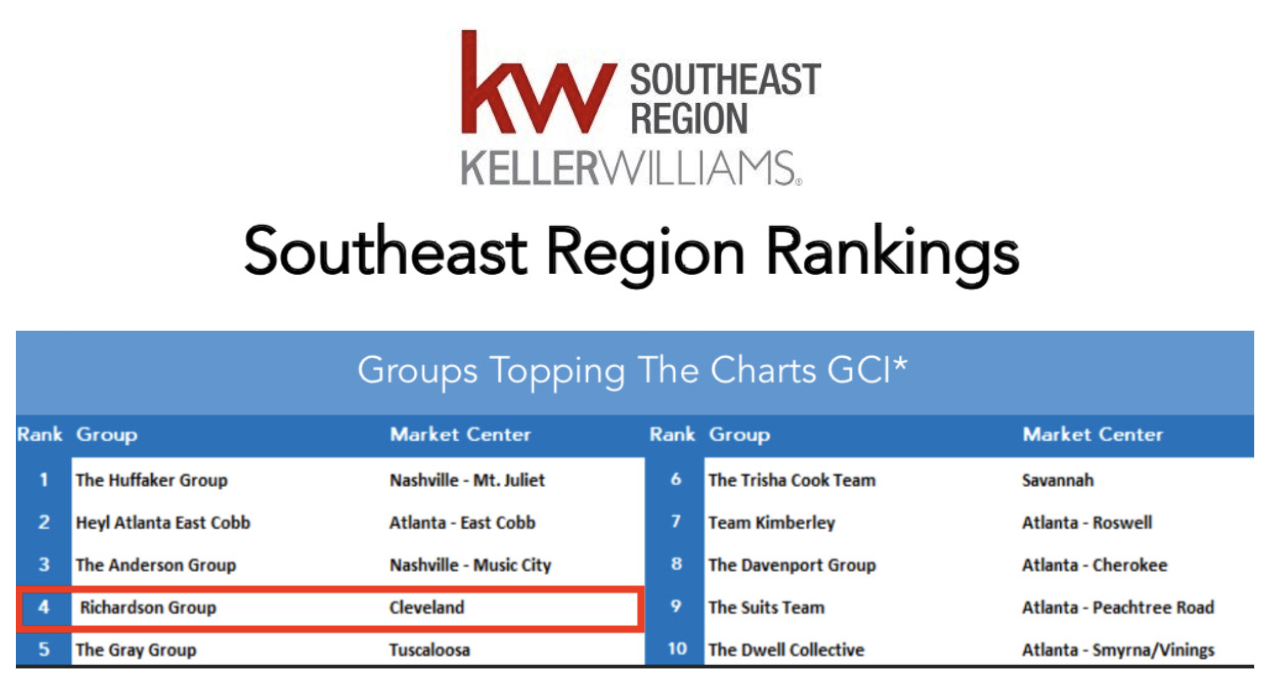 kw SOUTHEAST
REGION
KELLERWILLIAMS®
Southeast Region Rankings
Groups Topping The Charts GCI*
Rank Group Market Center Rank Group Market Center
1 The Huffaker Group Nashville - Mt. Juliet 6 The Trisha Cook Team Savannah
2 Heyl Atlanta East Cobb Atlanta - East Cobb 7 Team Kimberley Atlanta - Roswell
3 The Anderson Group Nashville - Music City 8 The Davenport Group Atlanta - Cherokee
4 Richardson Group Cleveland 9 The Suits Team Atlanta - Peachtree Road
5 The Gray Group Tuscaloosa 10 The Dwell Collective Atlanta - Smyrna/Vinings